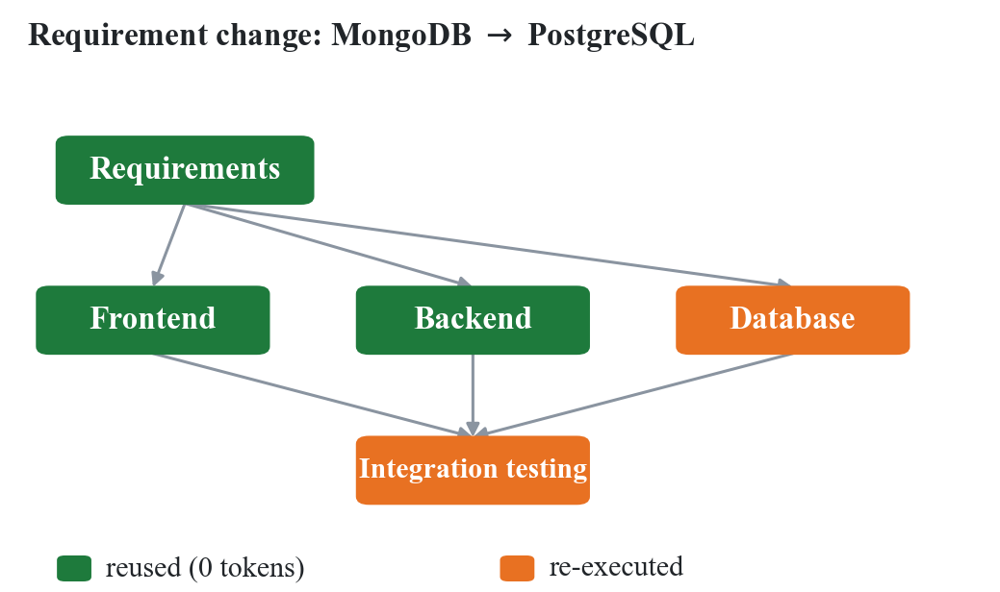 Requirement change: MongoDB → PostgreSQL
Requirements
Frontend
Backend
Database
Integration testing
reused (0 tokens)
re-executed